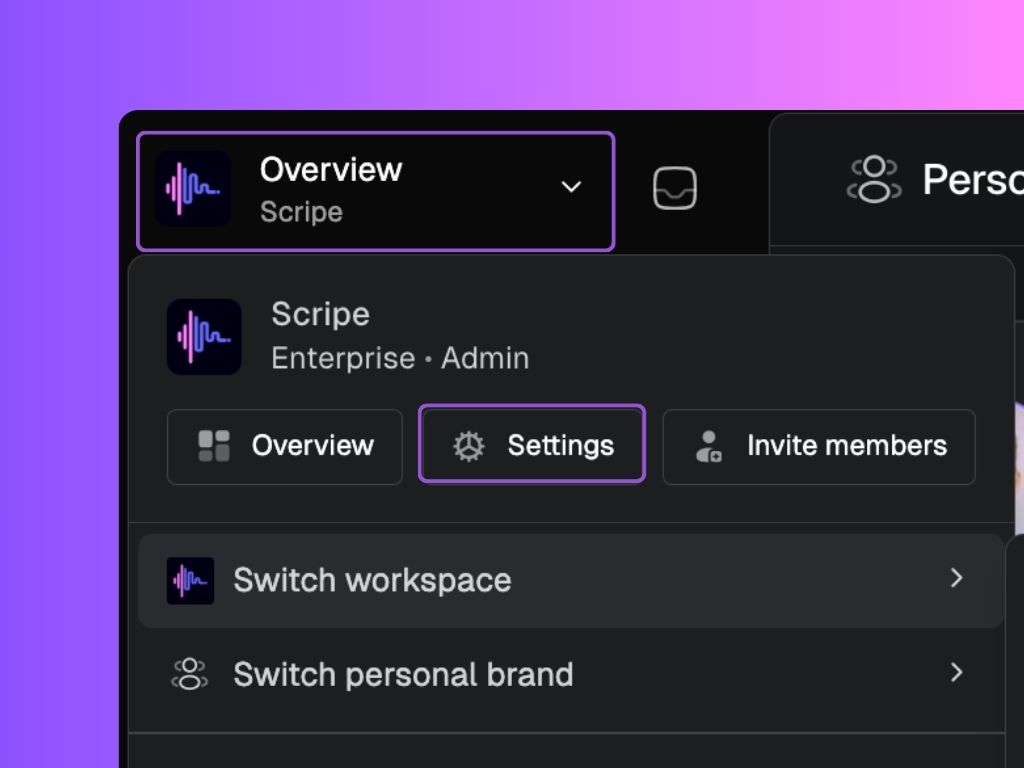 Overview
Scripe
Perso
Scripe
Enterprise • Admin
Overview
Settings
Invite members
Switch workspace
Switch personal brand